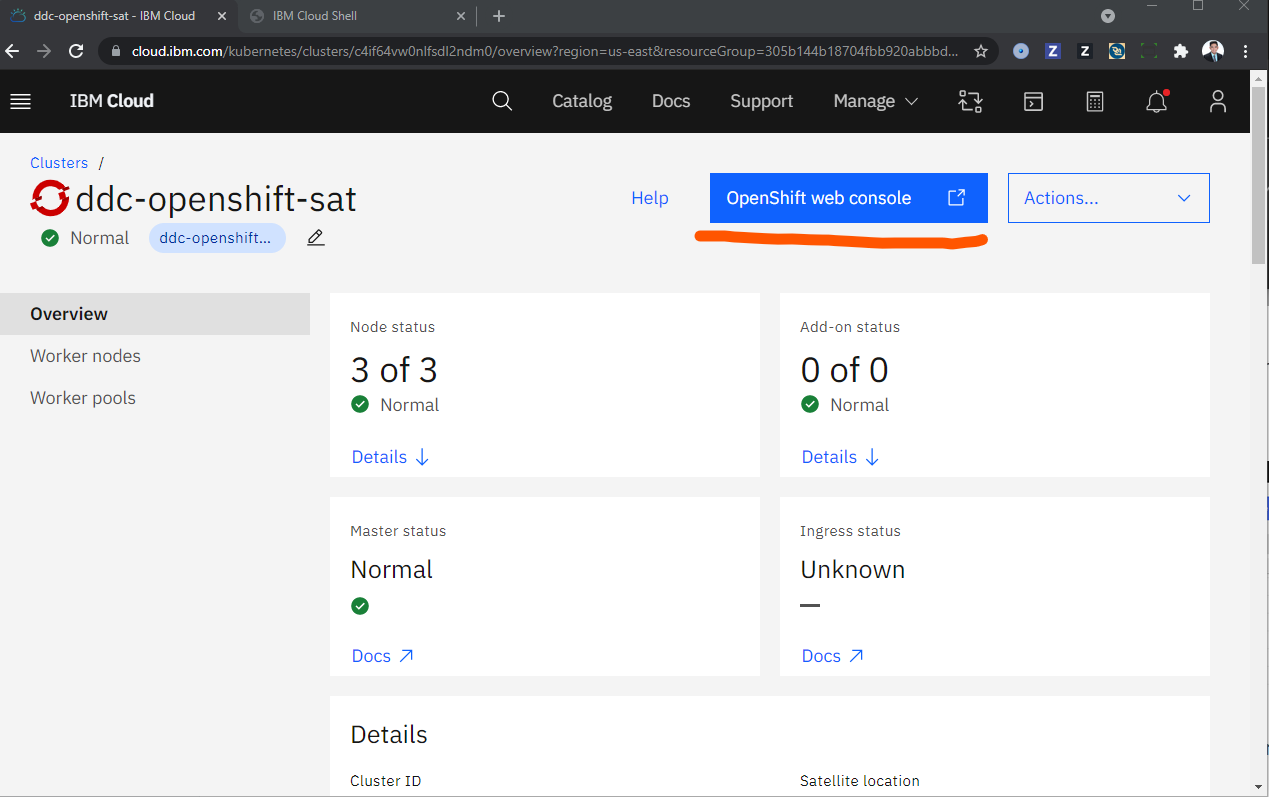 ddc-openshift-sat - IBM Cloud
IBM Cloud Shell
cloud.ibm.com/kubernetes/clusters/c4if64vw0nlfsdl2ndm0/overview?region=us-east&resourceGroup=305b144b18704fbb920abbbd...
IBM Cloud
Catalog
Docs
Support
Manage
Clusters /
ddc-openshift-sat
Help
OpenShift web console
Actions...
Normal
ddc-openshift...
Overview
Worker nodes
Worker pools
Node status
3 of 3
Normal
Details
Add-on status
0 of 0
Normal
Details
Master status
Normal
Docs
Ingress status
Unknown
Docs
Details
Cluster ID
Satellite location